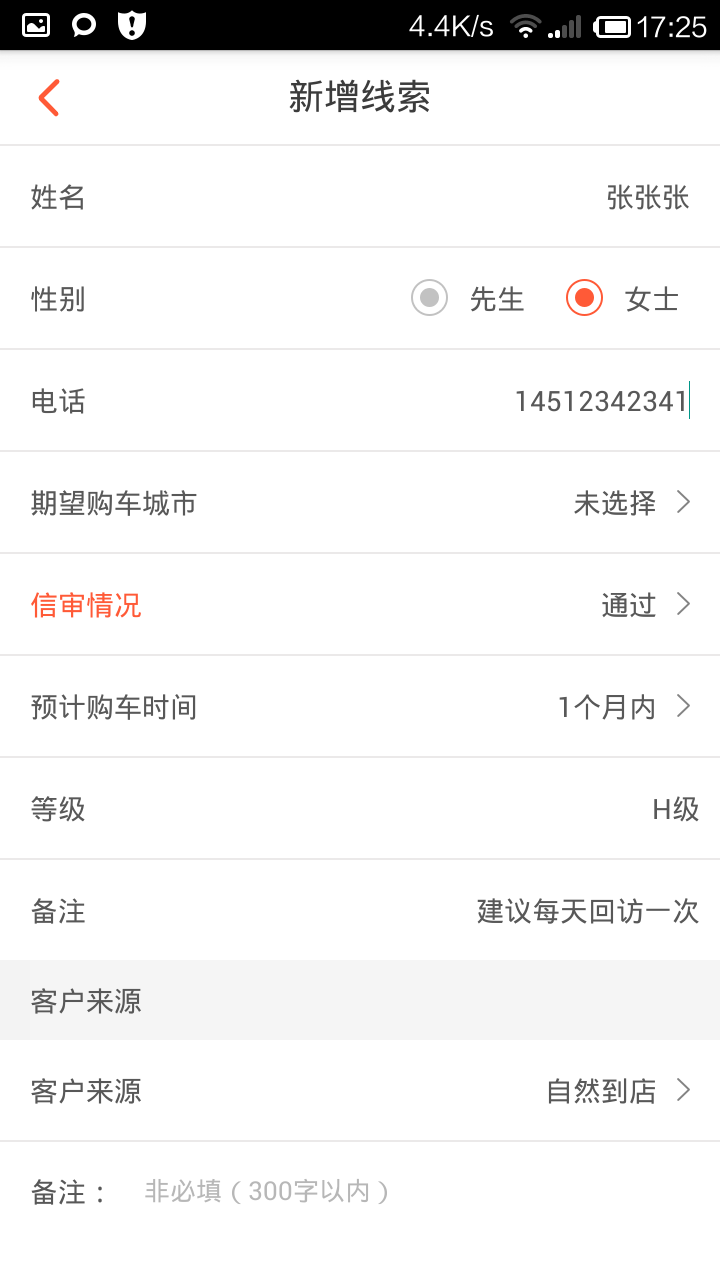 4.4K/s 17:25
新增线索
姓名 张张张
性别 先生 女士
电话 14512342341
期望购车城市 未选择
信审情况 通过
预计购车时间 1个月内
等级 H级
备注 建议每天回访一次
客户来源
客户来源 自然到店
备注： 非必填（300字以内）